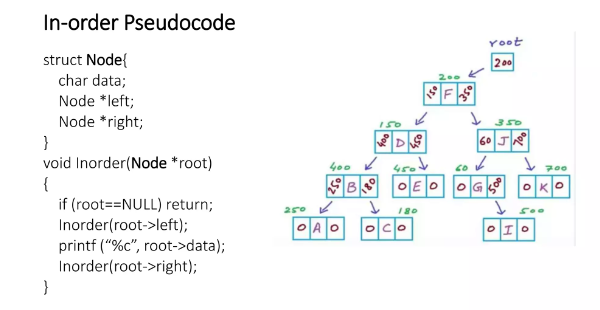 In-order Pseudocode
struct Node{
char data;
Node *left;
Node *right;
}
void Inorder(Node *root)
{
if (root==NULL) return;
Inorder(root->left);
printf ("%c", root->data);
Inorder(root->right);
}
root
200
200
150 F 350
150 350
400 D 450 60 J 700
400 450 60 700
250 B 180 0 E 0 0 G 500 0 K 0
250 180 500
0 A 0 0 C 0 0 I 0